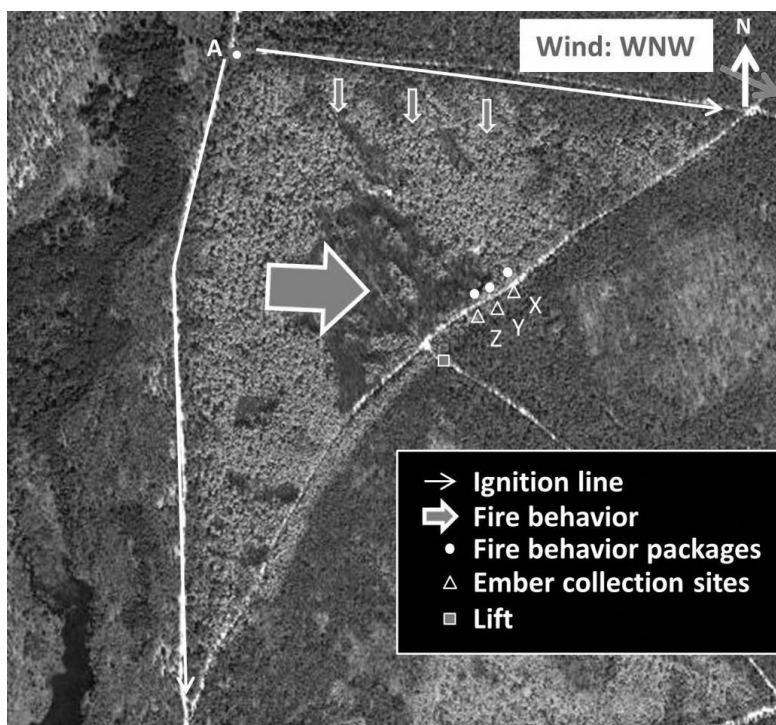 A
Wind: WNW
N
X
Y
Z
Ignition line
Fire behavior
Fire behavior packages
Ember collection sites
Lift